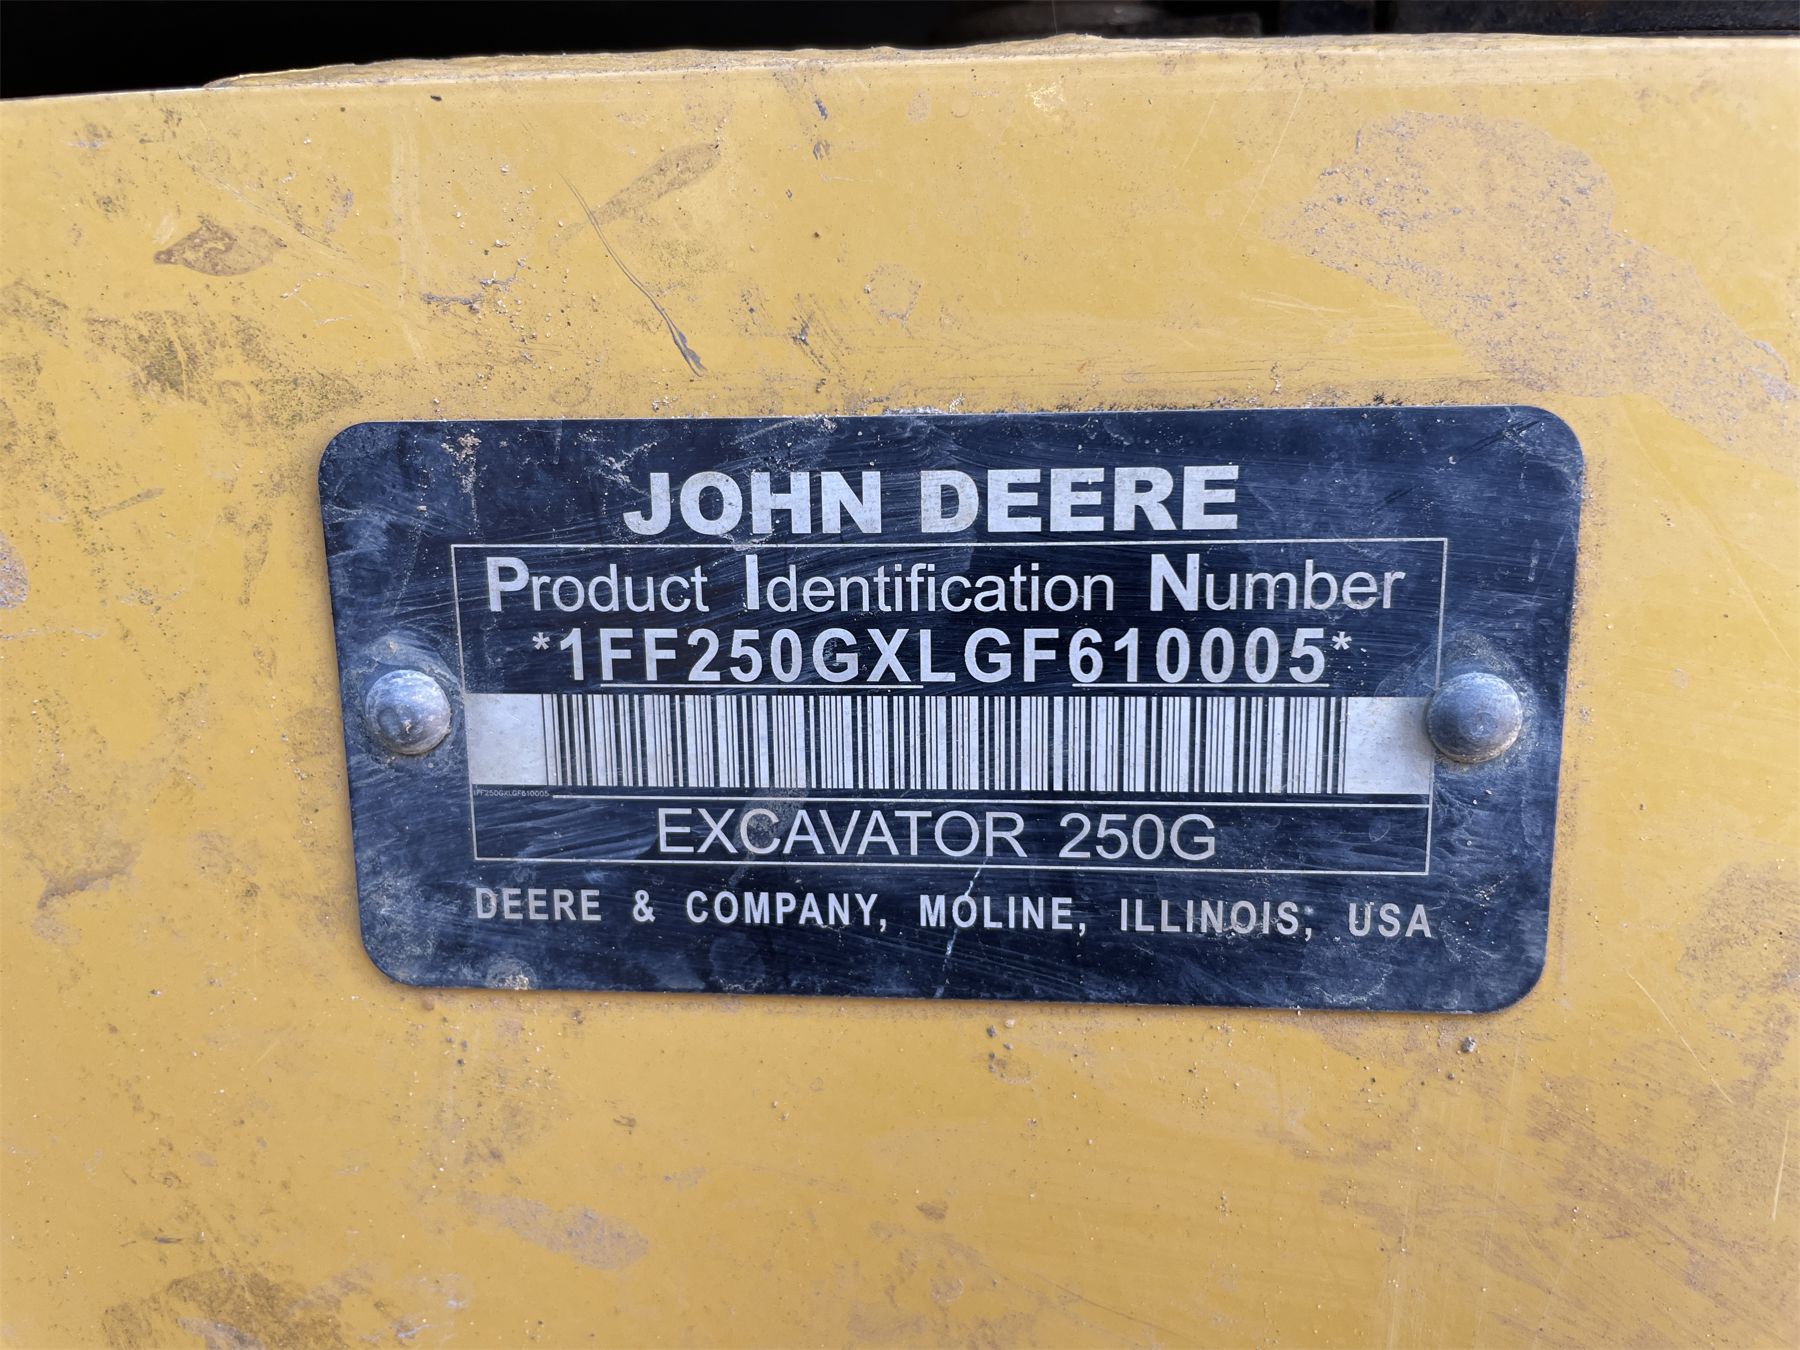 JOHN DEERE
Product Identification Number
*1FF250GXLGF610005*
1FF250GXLGF610005
EXCAVATOR 250G
DEERE & COMPANY, MOLINE, ILLINOIS, USA